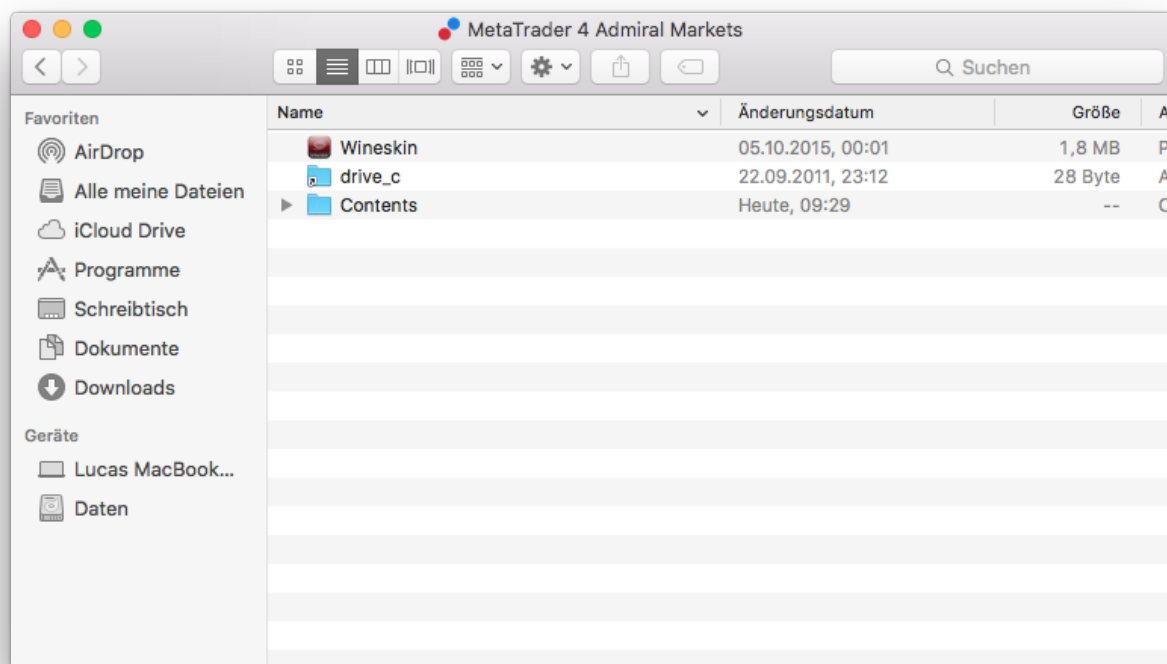 MetaTrader 4 Admiral Markets
Suchen
Favoriten
AirDrop
Alle meine Dateien
iCloud Drive
Programme
Schreibtisch
Dokumente
Downloads
Geräte
Lucas MacBook...
Daten
Name Änderungsdatum Größe
Wineskin 05.10.2015, 00:01 1,8 MB
drive_c 22.09.2011, 23:12 28 Byte
Contents Heute, 09:29 --